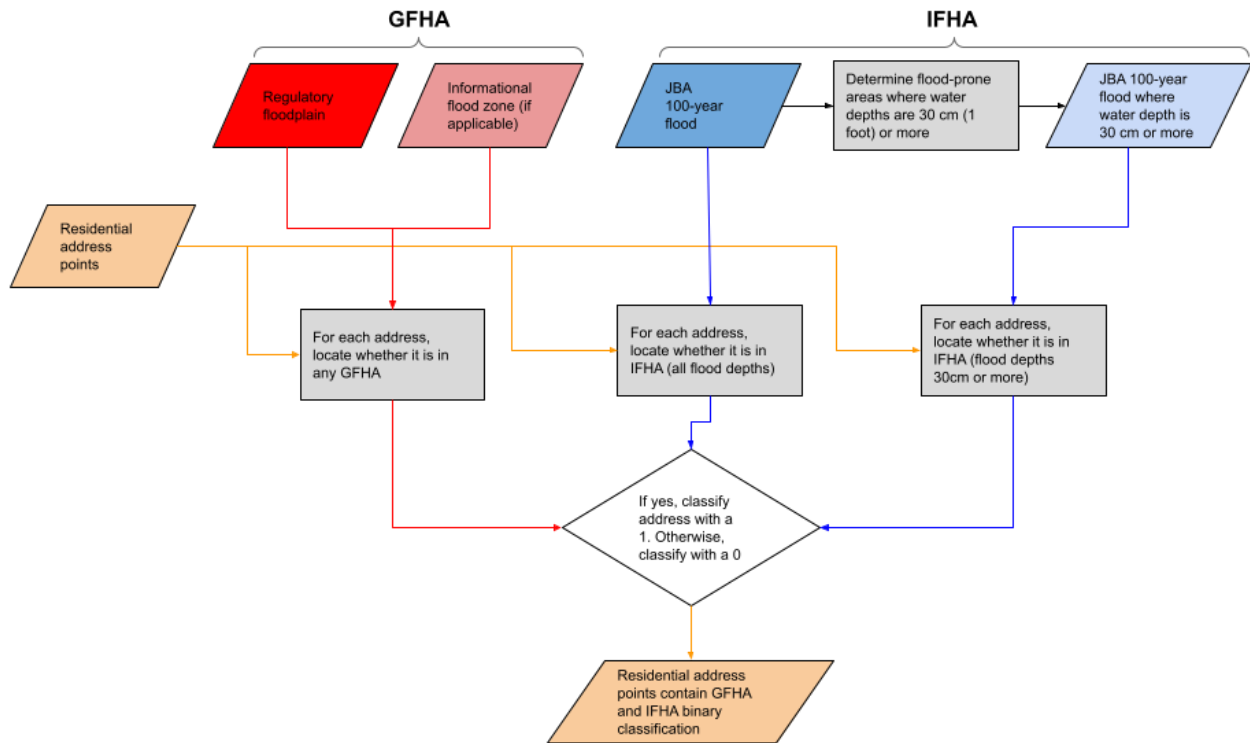 GFHA
IFHA
Regulatory
floodplain
Informational
flood zone (if
applicable)
JBA
100-year
flood
Determine flood-prone
areas where water
depths are 30 cm (1
foot) or more
JBA 100-year
flood where
water depth is
30 cm or more
Residential
address
points
For each address,
locate whether it is in
any GFHA
For each address,
locate whether it is in
IFHA (all flood depths)
For each address,
locate whether it is in
IFHA (flood depths
30cm or more)
If yes, classify
address with a
1. Otherwise,
classify with a 0
Residential address
points contain GFHA
and IFHA binary
classification